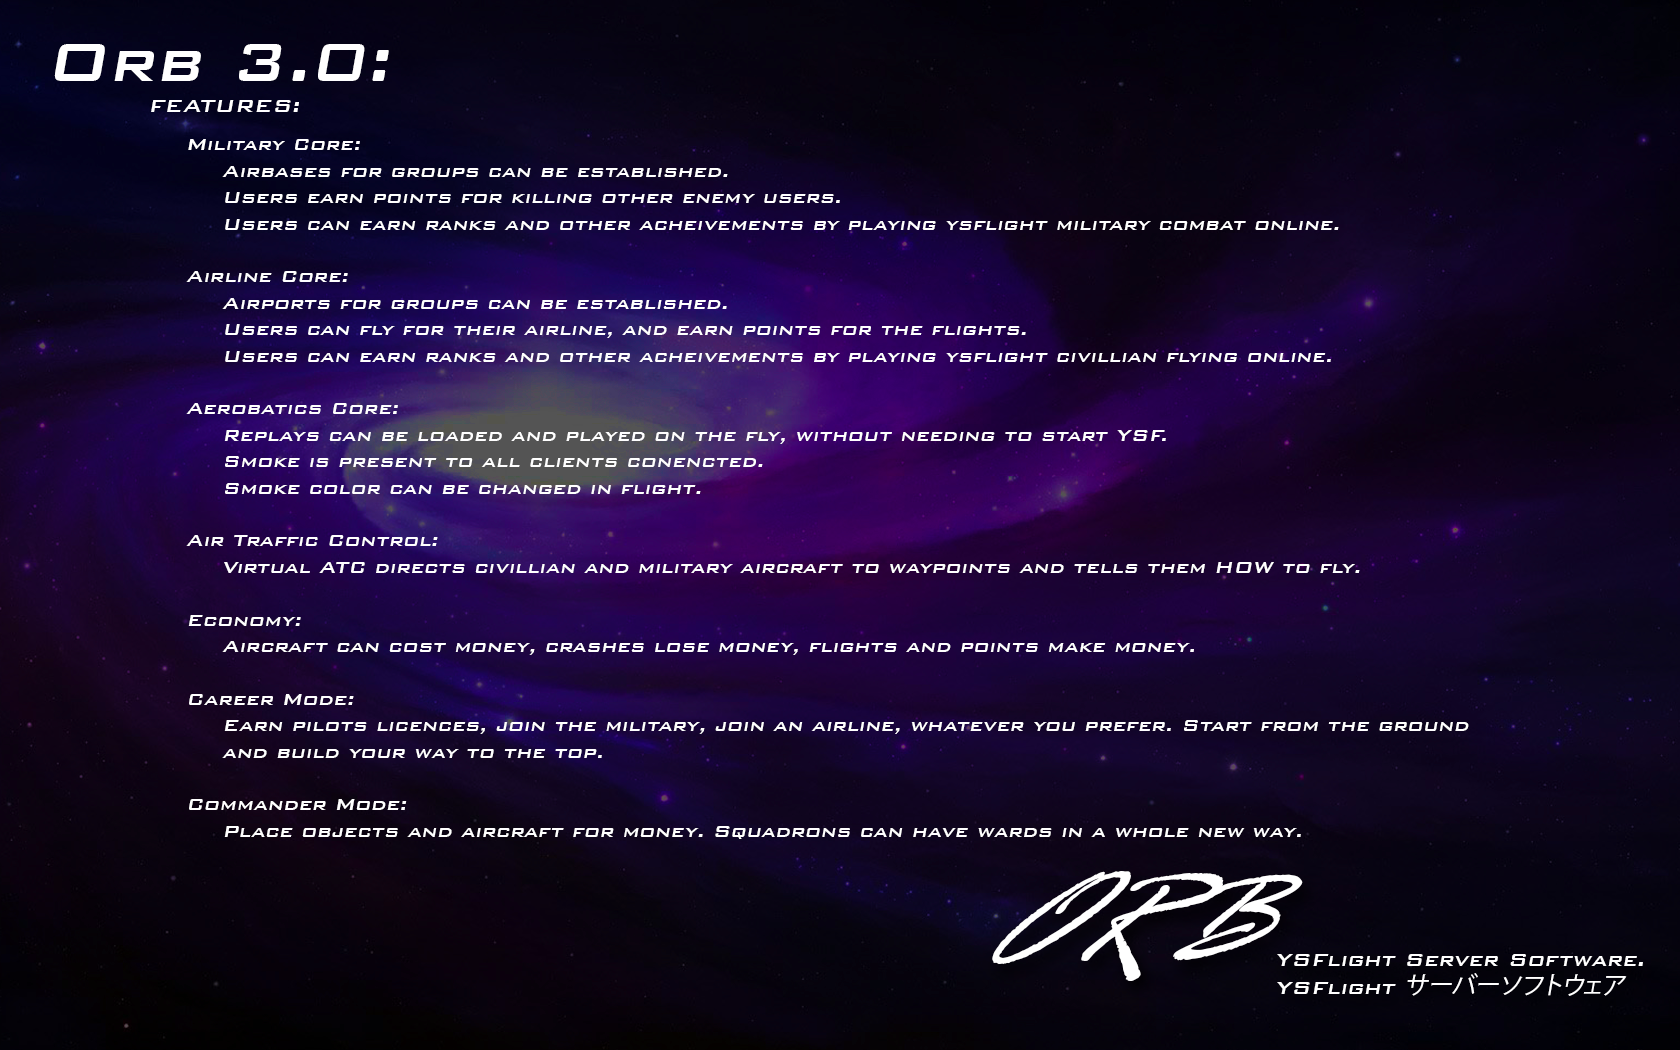 Orb 3.0:
FEATURES:
Military Core:
Airbases for groups can be established.
Users earn points for killing other enemy users.
Users can earn ranks and other acheivements by playing ysflight military combat online.
Airline Core:
Airports for groups can be established.
Users can fly for their airline, and earn points for the flights.
Users can earn ranks and other acheivements by playing ysflight civillian flying online.
Aerobatics Core:
Replays can be loaded and played on the fly, without needing to start YSF.
Smoke is present to all clients conencted.
Smoke color can be changed in flight.
Air Traffic Control:
Virtual ATC directs civillian and military aircraft to waypoints and tells them HOW to fly.
Economy:
Aircraft can cost money, crashes lose money, flights and points make money.
Career Mode:
Earn pilots licences, join the military, join an airline, whatever you prefer. Start from the ground
and build your way to the top.
Commander Mode:
Place objects and aircraft for money. Squadrons can have wards in a whole new way.
ORB
YSFlight Server Software.
YSFlight サーバーソフトウェア